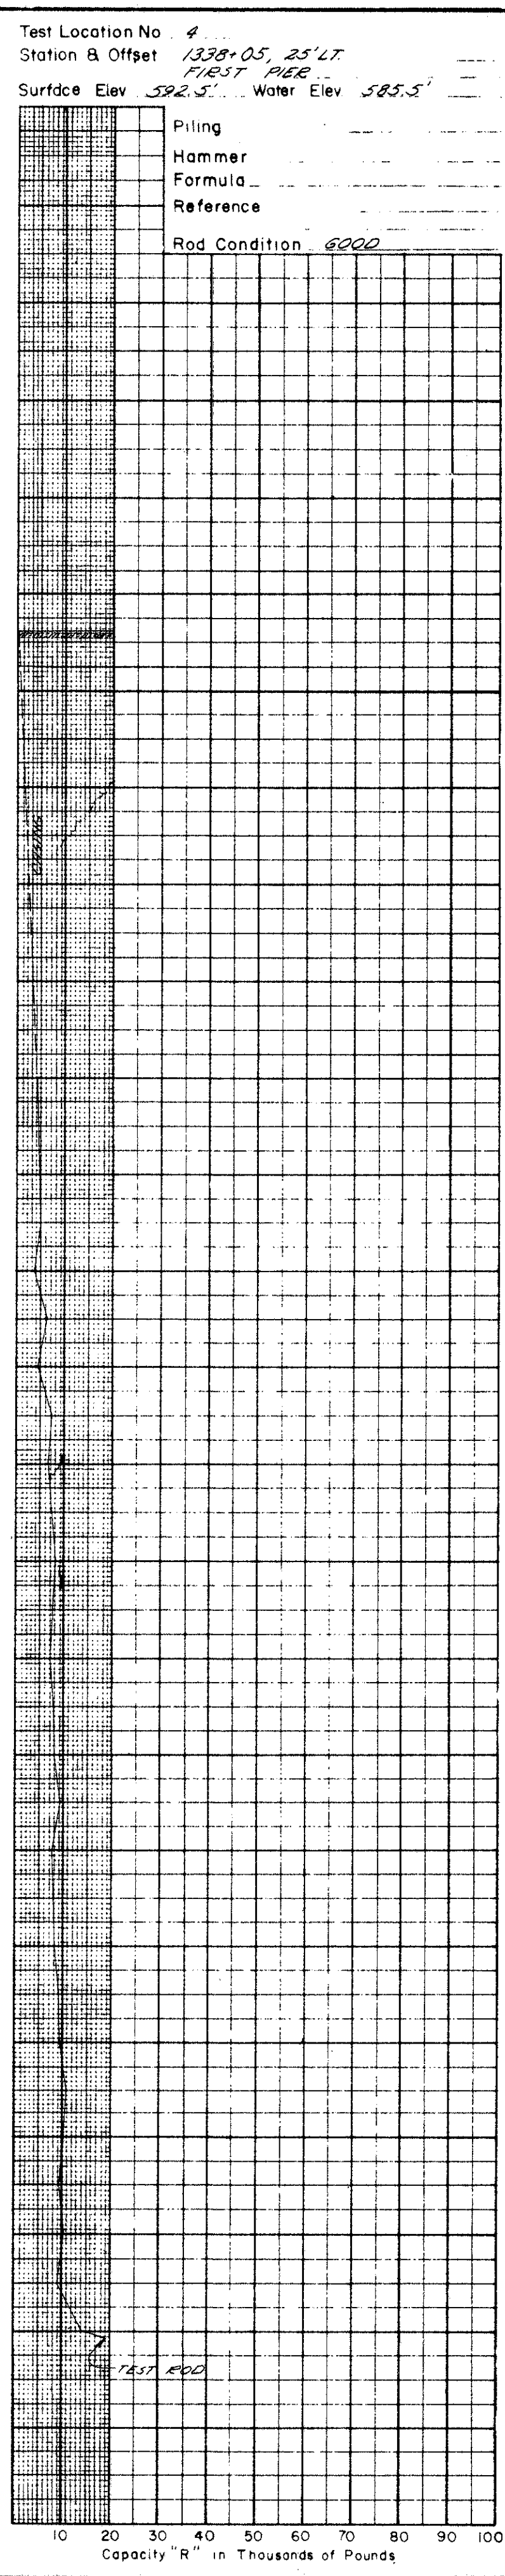 Test Location No 4
Station & Offset 1338+05, 25' LT.
FIRST PIER
Surface Elev 592.5' Water Elev. 585.5'
Piling
Hammer
Formula
Reference
Rod Condition GOOD
CASING
TEST ROD
10 20 30 40 50 60 70 80 90 100
Capacity "R" in Thousands of Pounds